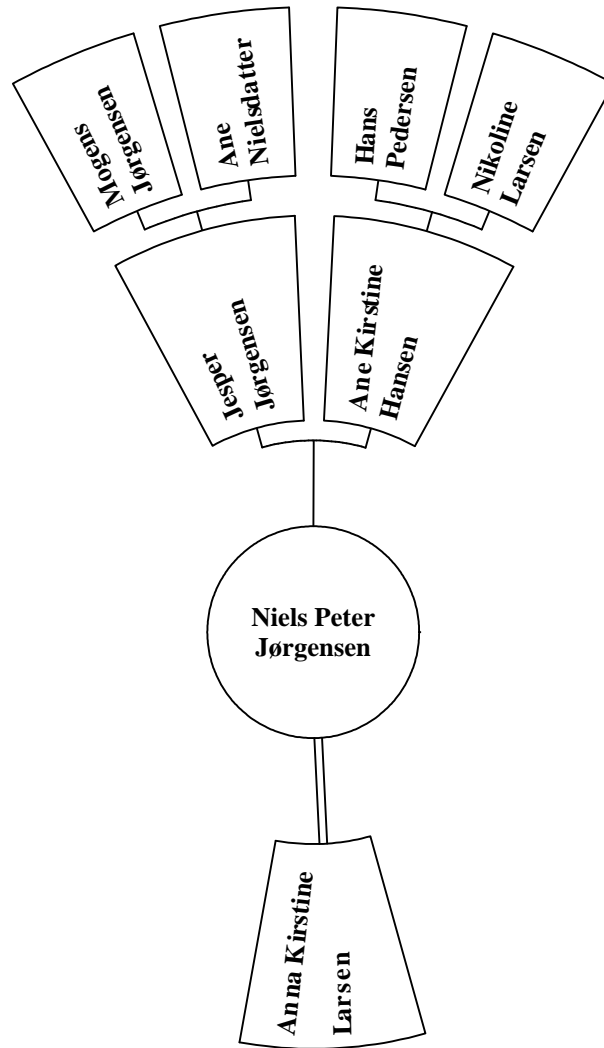 Mogens
Jørgensen
Ane
Nielsdatter
Hans
Pedersen
Nikoline
Larsen
Jesper
Jørgensen
Ane Kirstine
Hansen
Niels Peter
Jørgensen
Anna Kirstine
Larsen